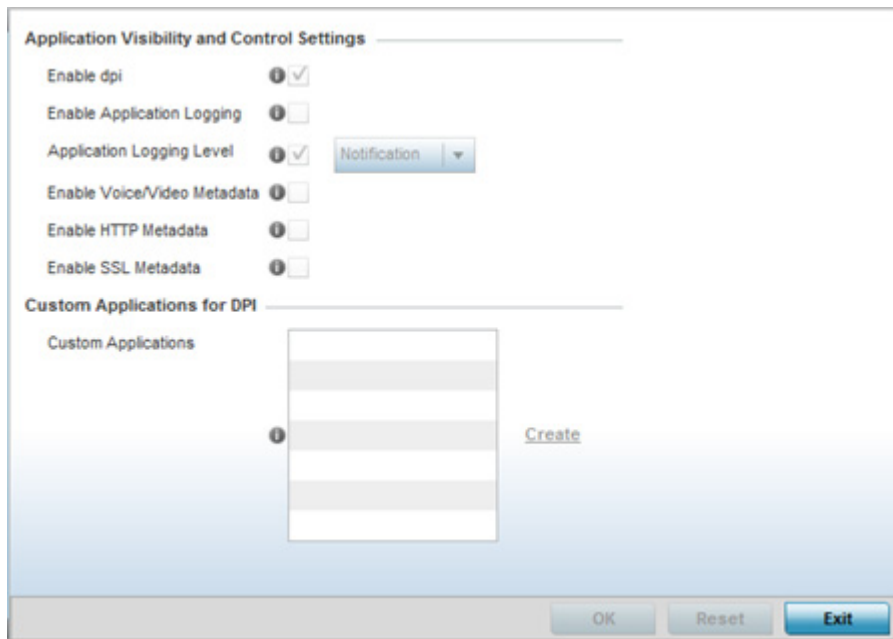 Application Visibility and Control Settings
Enable dpi
Enable Application Logging
Application Logging Level Notification
Enable Voice/Video Metadata
Enable HTTP Metadata
Enable SSL Metadata
Custom Applications for DPI
Custom Applications
Create
OK Reset Exit